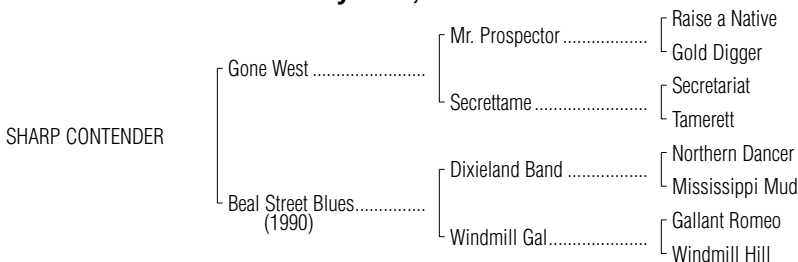 Raise a Native
Mr. Prospector ..................
Gold Digger
Gone West ........................
Secretariat
Secrettame ........................
Tamerett
SHARP CONTENDER
Northern Dancer
Dixieland Band .................
Mississippi Mud
Beal Street Blues...............
(1990)
Gallant Romeo
Windmill Gal.....................
Windmill Hill